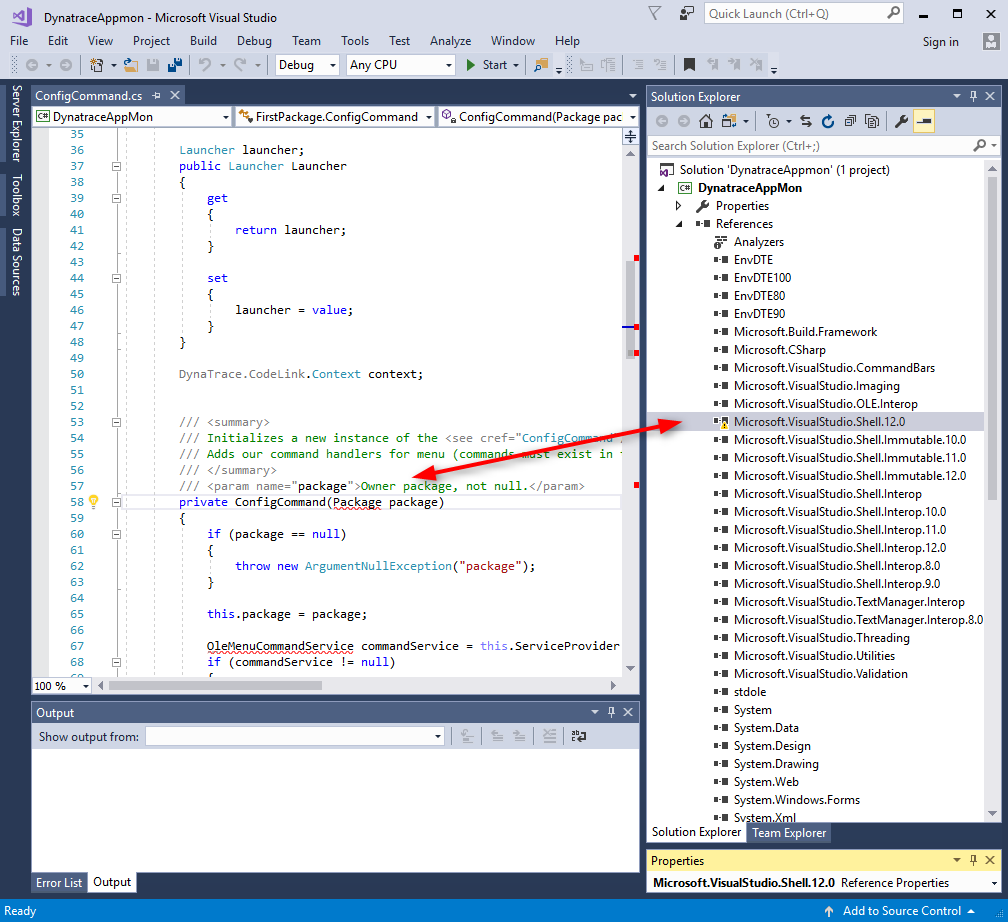 DynatraceAppmon - Microsoft Visual Studio
Quick Launch (Ctrl+Q)
File Edit View Project Build Debug Team Tools Test Analyze Window Help
Sign in
Debug Any CPU Start
Server Explorer
Toolbox
Data Sources
ConfigCommand.cs
C# DynatraceAppMon FirstPackage.ConfigCommand ConfigCommand(Package pac
35
36 Launcher launcher;
37 public Launcher Launcher
38 {
39 get
40 {
41 return launcher;
42 }
43
44 set
45 {
46 launcher = value;
47 }
48 }
49
50 DynaTrace.CodeLink.Context context;
51
52
53 /// <summary>
54 /// Initializes a new instance of the <see cref="ConfigCommand"
55 /// Adds our command handlers for menu (commands must exist in
56 /// </summary>
57 /// <param name="package">Owner package, not null.</param>
58 private ConfigCommand(Package package)
59 {
60 if (package == null)
61 {
62 throw new ArgumentNullException("package");
63 }
64
65 this.package = package;
66
67 OleMenuCommandService commandService = this.ServiceProvider
68 if (commandService != null)
69 {
100 %
Output
Show output from:
Error List Output
Solution Explorer
Search Solution Explorer (Ctrl+;)
Solution 'DynatraceAppmon' (1 project)
C# DynatraceAppMon
Properties
References
Analyzers
EnvDTE
EnvDTE100
EnvDTE80
EnvDTE90
Microsoft.Build.Framework
Microsoft.CSharp
Microsoft.VisualStudio.CommandBars
Microsoft.VisualStudio.Imaging
Microsoft.VisualStudio.OLE.Interop
Microsoft.VisualStudio.Shell.12.0
Microsoft.VisualStudio.Shell.Immutable.10.0
Microsoft.VisualStudio.Shell.Immutable.11.0
Microsoft.VisualStudio.Shell.Immutable.12.0
Microsoft.VisualStudio.Shell.Interop
Microsoft.VisualStudio.Shell.Interop.10.0
Microsoft.VisualStudio.Shell.Interop.11.0
Microsoft.VisualStudio.Shell.Interop.12.0
Microsoft.VisualStudio.Shell.Interop.8.0
Microsoft.VisualStudio.Shell.Interop.9.0
Microsoft.VisualStudio.TextManager.Interop
Microsoft.VisualStudio.TextManager.Interop.8.0
Microsoft.VisualStudio.Threading
Microsoft.VisualStudio.Utilities
Microsoft.VisualStudio.Validation
stdole
System
System.Data
System.Design
System.Drawing
System.Web
System.Windows.Forms
System.Xml
Solution Explorer Team Explorer
Properties
Microsoft.VisualStudio.Shell.12.0 Reference Properties
Ready
Add to Source Control